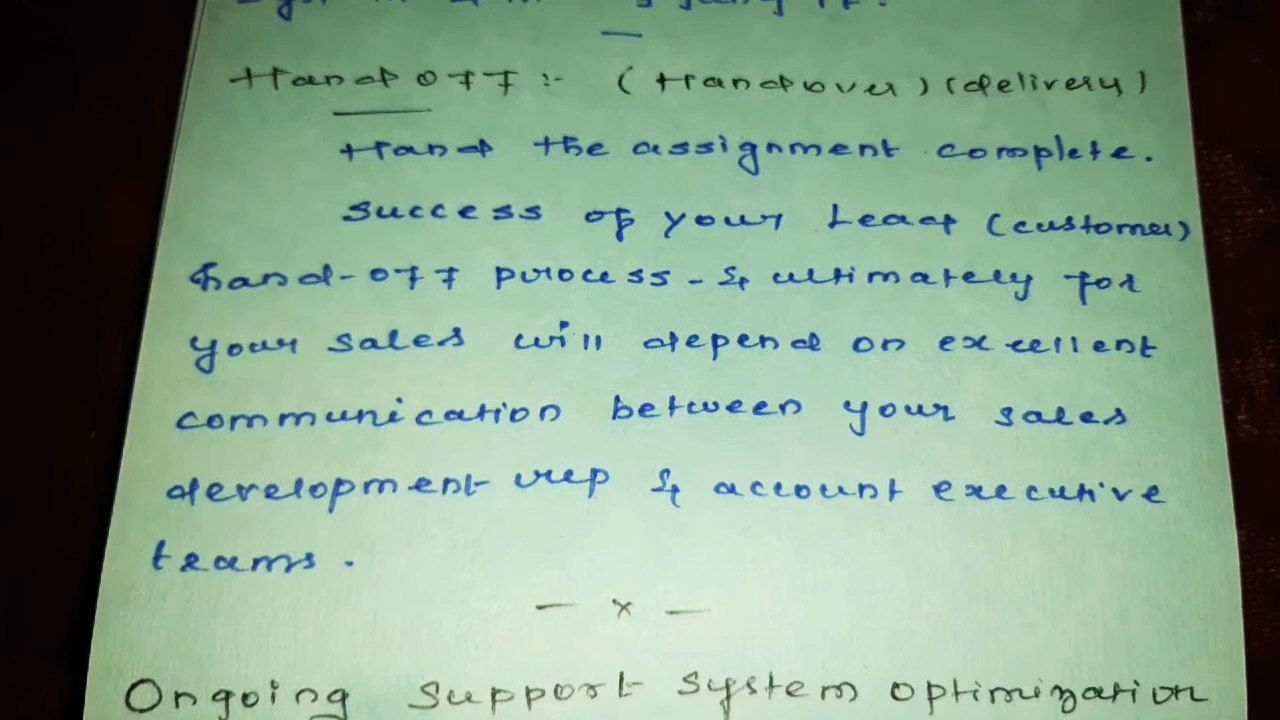 Hand off :- (Handover) (delivery)
Hand the assignment complete.
Success of your Lead (customer)
hand-off process - & ultimately for
your sales will depend on excellent
communication between your sales
development rep & account executive
teams.
— x —
Ongoing Support System optimization